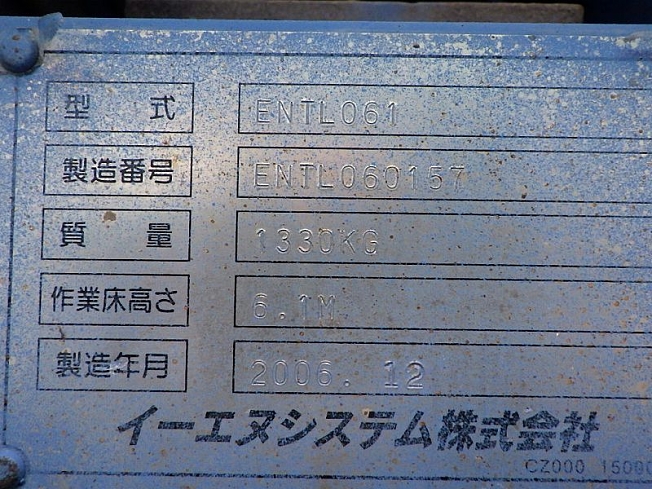 型式 ENTL061
製造番号 ENTL060157
質量 1330KG
作業床高さ 6.1M
製造年月 2006. 12
イーエヌシステム株式会社
CZ000